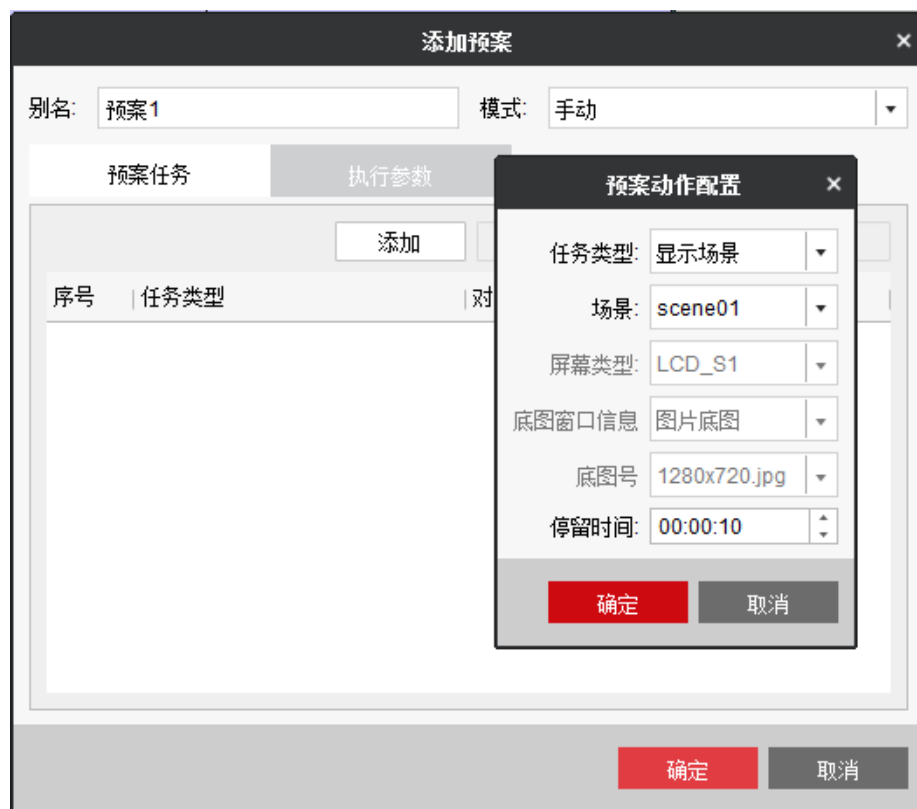 添加预案
别名: 预案1
模式: 手动
预案任务
执行参数
添加
序号
任务类型
对
预案动作配置
任务类型: 显示场景
场景: scene01
屏幕类型: LCD_S1
底图窗口信息 图片底图
底图号 1280x720.jpg
停留时间: 00:00:10
确定
取消
确定
取消